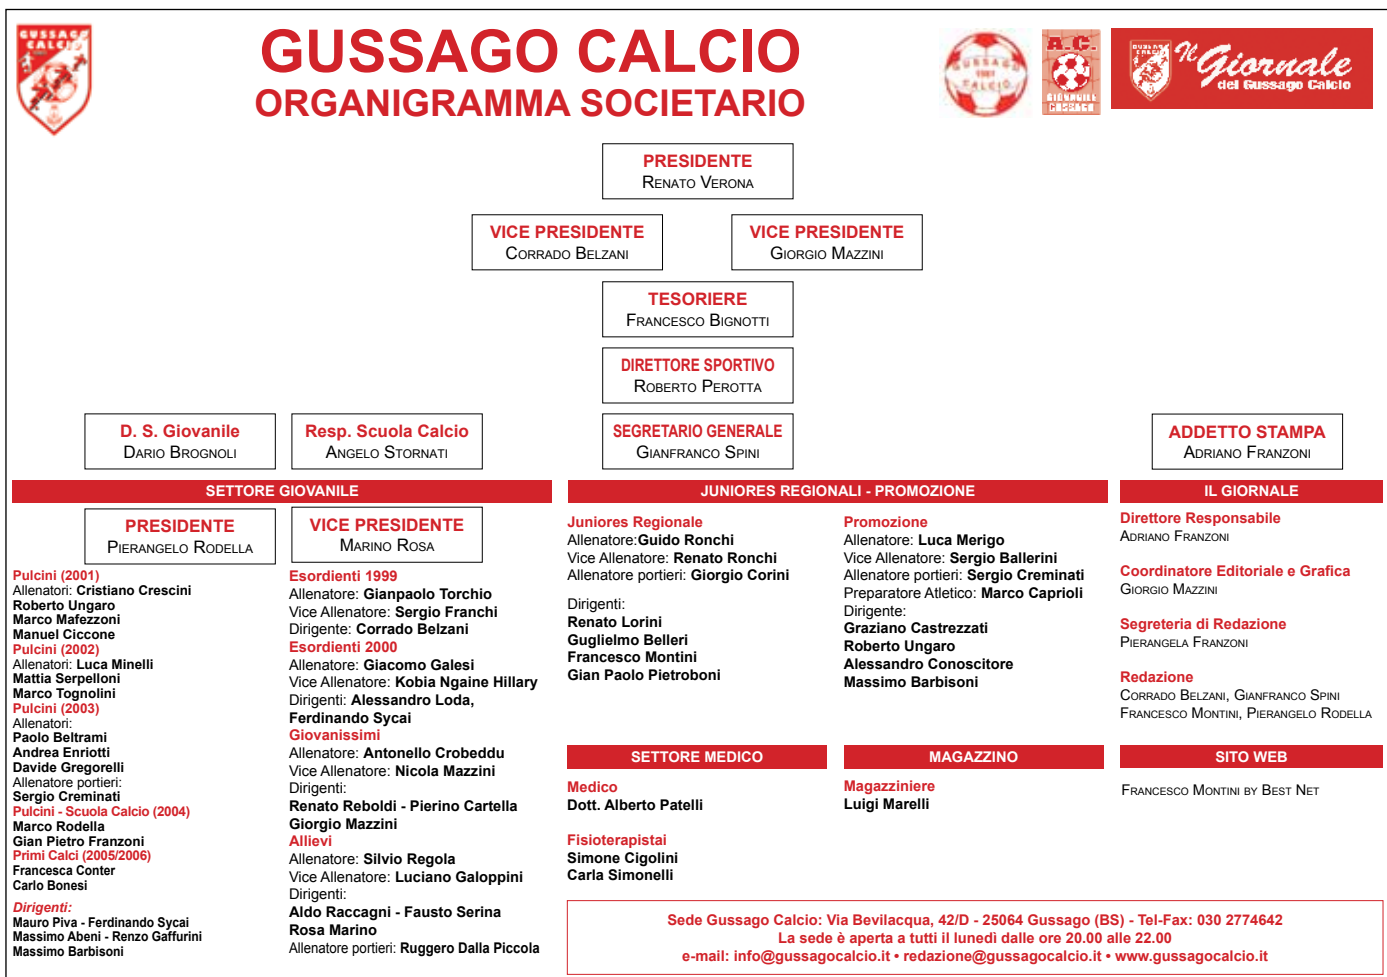 GUSSAGO CALCIO
GUSSAGO CALCIO
ORGANIGRAMMA SOCIETARIO
GUSSAGO
1981
CALCIO
A.C.
GIOVANILE
GUSSAGO
GUSSAGO CALCIO
Il Giornale
del Gussago Calcio
PRESIDENTE
RENATO VERONA
VICE PRESIDENTE
CORRADO BELZANI
VICE PRESIDENTE
GIORGIO MAZZINI
TESORIERE
FRANCESCO BIGNOTTI
DIRETTORE SPORTIVO
ROBERTO PEROTTA
D. S. Giovanile
DARIO BROGNOLI
Resp. Scuola Calcio
ANGELO STORNATI
SEGRETARIO GENERALE
GIANFRANCO SPINI
ADDETTO STAMPA
ADRIANO FRANZONI
SETTORE GIOVANILE
PRESIDENTE
PIERANGELO RODELLA
VICE PRESIDENTE
MARINO ROSA
Pulcini (2001)
Allenatori: Cristiano Crescini
Roberto Ungaro
Marco Mafezzoni
Manuel Ciccone
Pulcini (2002)
Allenatori: Luca Minelli
Mattia Serpelloni
Marco Tognolini
Pulcini (2003)
Allenatori:
Paolo Beltrami
Andrea Enriotti
Davide Gregorelli
Allenatore portieri:
Sergio Creminati
Pulcini - Scuola Calcio (2004)
Marco Rodella
Gian Pietro Franzoni
Primi Calci (2005/2006)
Francesca Conter
Carlo Bonesi
Dirigenti:
Mauro Piva - Ferdinando Sycai
Massimo Abeni - Renzo Gaffurini
Massimo Barbisoni
Esordienti 1999
Allenatore: Gianpaolo Torchio
Vice Allenatore: Sergio Franchi
Dirigente: Corrado Belzani
Esordienti 2000
Allenatore: Giacomo Galesi
Vice Allenatore: Kobia Ngaine Hillary
Dirigenti: Alessandro Loda,
Ferdinando Sycai
Giovanissimi
Allenatore: Antonello Crobeddu
Vice Allenatore: Nicola Mazzini
Dirigenti:
Renato Reboldi - Pierino Cartella
Giorgio Mazzini
Allievi
Allenatore: Silvio Regola
Vice Allenatore: Luciano Galoppini
Dirigenti:
Aldo Raccagni - Fausto Serina
Rosa Marino
Allenatore portieri: Ruggero Dalla Piccola
JUNIORES REGIONALI - PROMOZIONE
Juniores Regionale
Allenatore:Guido Ronchi
Vice Allenatore: Renato Ronchi
Allenatore portieri: Giorgio Corini
Dirigenti:
Renato Lorini
Guglielmo Belleri
Francesco Montini
Gian Paolo Pietroboni
Promozione
Allenatore: Luca Merigo
Vice Allenatore: Sergio Ballerini
Allenatore portieri: Sergio Creminati
Preparatore Atletico: Marco Caprioli
Dirigente:
Graziano Castrezzati
Roberto Ungaro
Alessandro Conoscitore
Massimo Barbisoni
IL GIORNALE
Direttore Responsabile
ADRIANO FRANZONI
Coordinatore Editoriale e Grafica
GIORGIO MAZZINI
Segreteria di Redazione
PIERANGELA FRANZONI
Redazione
CORRADO BELZANI, GIANFRANCO SPINI
FRANCESCO MONTINI, PIERANGELO RODELLA
SETTORE MEDICO
Medico
Dott. Alberto Patelli
Fisioterapistai
Simone Cigolini
Carla Simonelli
MAGAZZINO
Magazziniere
Luigi Marelli
SITO WEB
FRANCESCO MONTINI BY BEST NET
Sede Gussago Calcio: Via Bevilacqua, 42/D - 25064 Gussago (BS) - Tel-Fax: 030 2774642
La sede è aperta a tutti il lunedì dalle ore 20.00 alle 22.00
e-mail: info@gussagocalcio.it • redazione@gussagocalcio.it • www.gussagocalcio.it